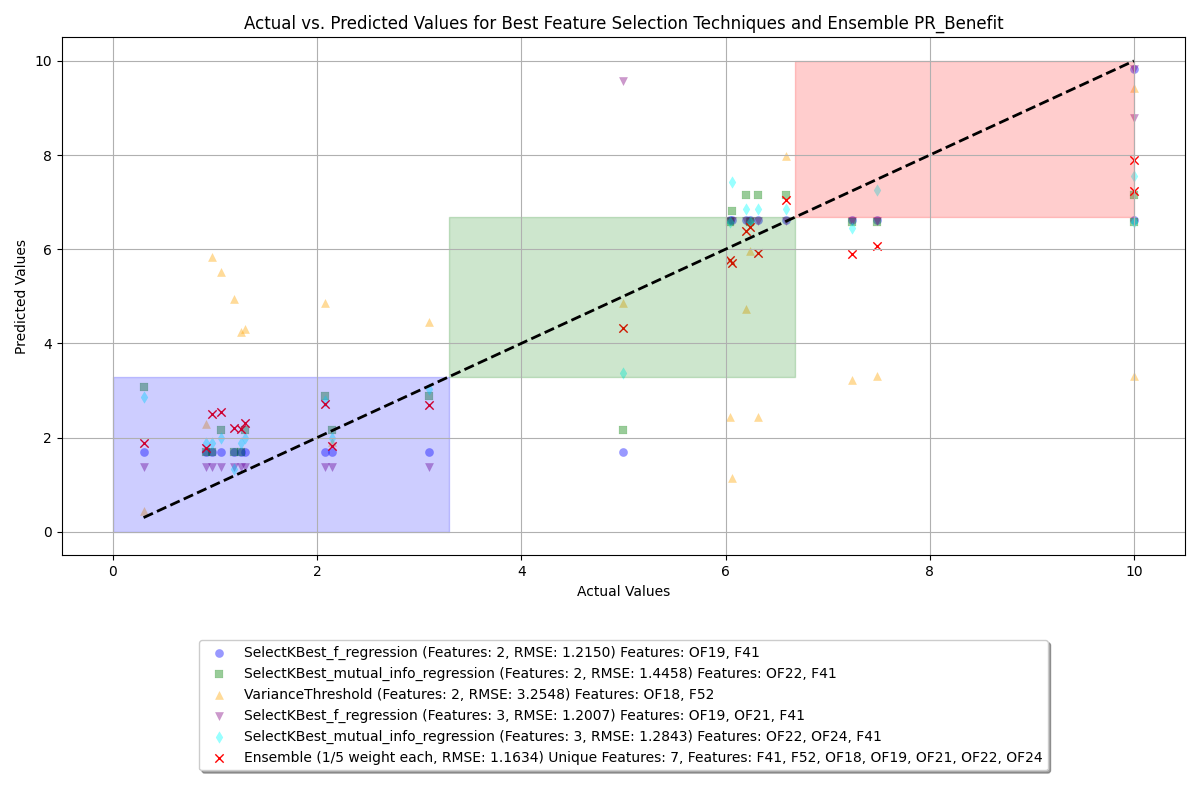 Actual vs. Predicted Values for Best Feature Selection Techniques and Ensemble PR_Benefit
Predicted Values
10
8
6
4
2
0
0 2 4 6 8 10
Actual Values
SelectKBest_f_regression (Features: 2, RMSE: 1.2150) Features: OF19, F41
SelectKBest_mutual_info_regression (Features: 2, RMSE: 1.4458) Features: OF22, F41
VarianceThreshold (Features: 2, RMSE: 3.2548) Features: OF18, F52
SelectKBest_f_regression (Features: 3, RMSE: 1.2007) Features: OF19, OF21, F41
SelectKBest_mutual_info_regression (Features: 3, RMSE: 1.2843) Features: OF22, OF24, F41
Ensemble (1/5 weight each, RMSE: 1.1634) Unique Features: 7, Features: F41, F52, OF18, OF19, OF21, OF22, OF24